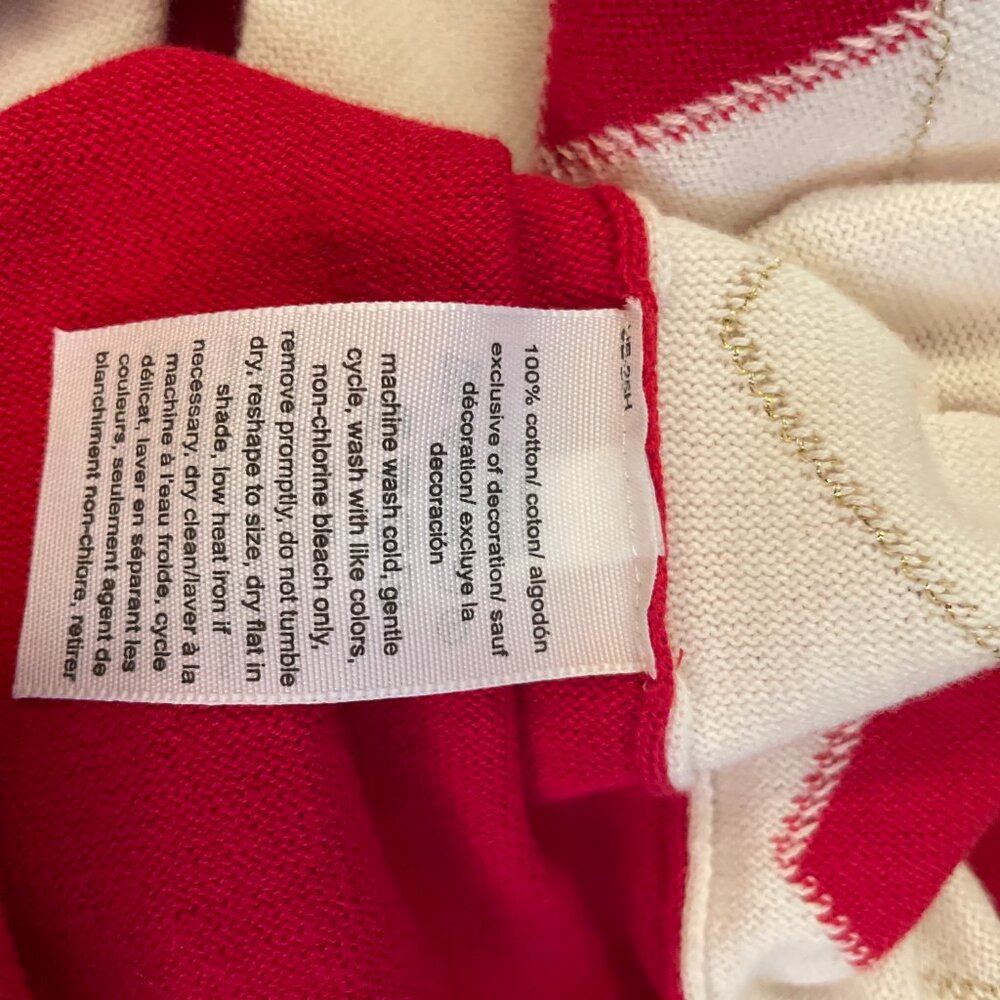 100% cotton/ coton/ algodón
exclusive of decoration/ sauf
décoration/ excluye la
decoración
machine wash cold, gentle
cycle, wash with like colors,
non-chlorine bleach only,
remove promptly, do not tumble
dry, reshape to size, dry flat in
shade, low heat iron if
necessary. dry clean/laver à la
machine à l'eau froide, cycle
délicat, laver en séparant les
couleurs, seulement agent de
blanchiment non-chlore, retirer